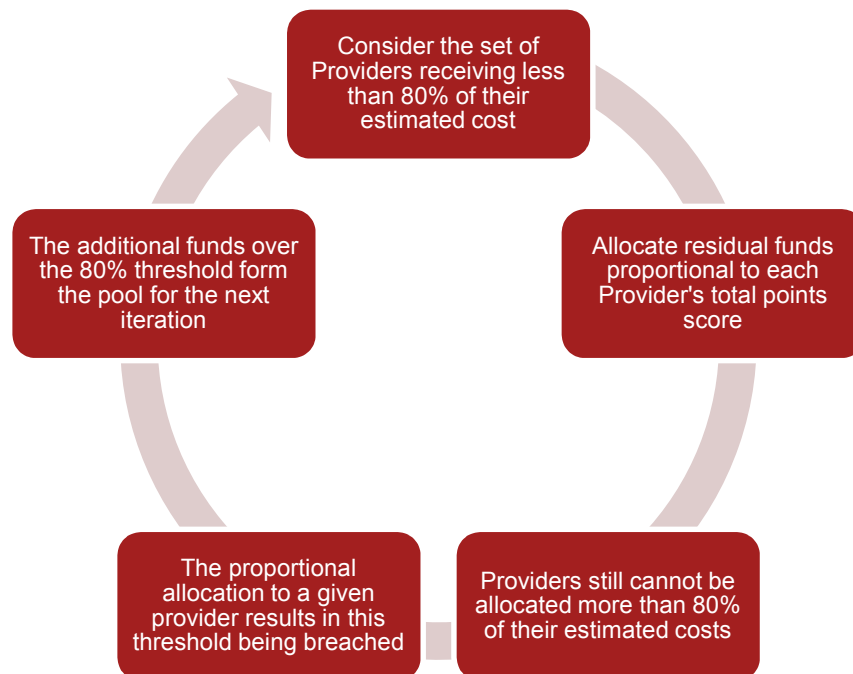 Consider the set of
Providers receiving less
than 80% of their
estimated cost
Allocate residual funds
proportional to each
Provider's total points
score
Providers still cannot be
allocated more than 80%
of their estimated costs
The proportional
allocation to a given
provider results in this
threshold being breached
The additional funds over
the 80% threshold form
the pool for the next
iteration